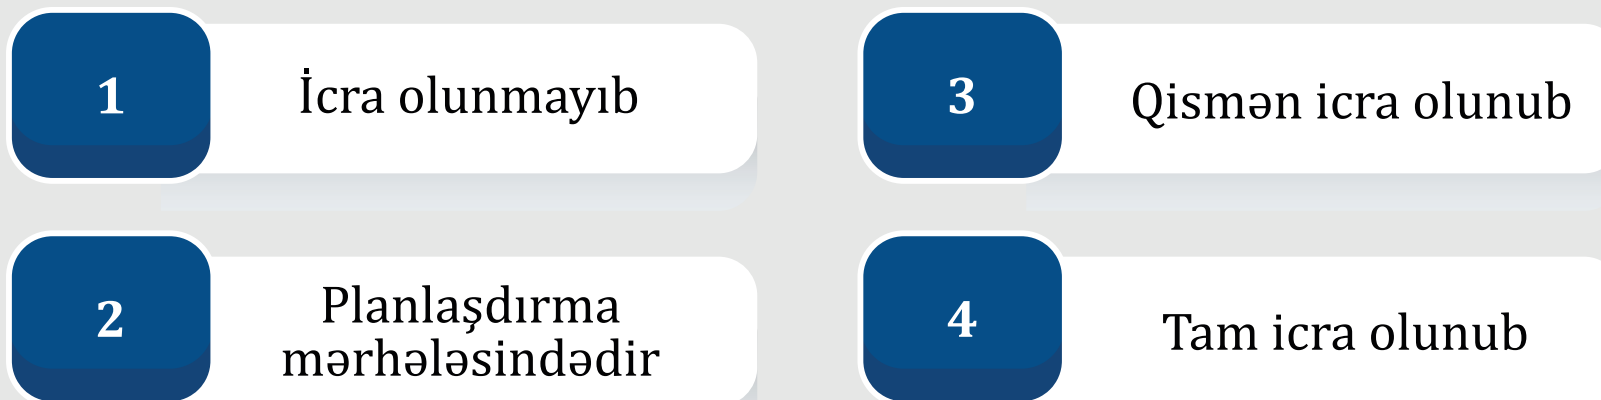 1
İcra olunmayıb
2
Planlaşdırma
mərhələsindədir
3
Qismən icra olunub
4
Tam icra olunub